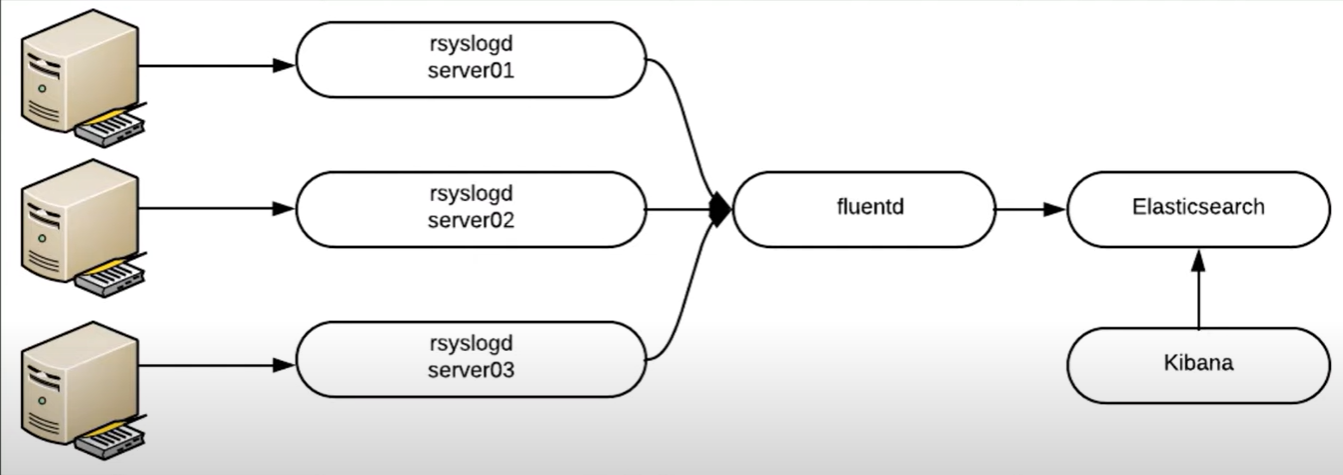 rsyslogd
server01
rsyslogd
server02
fluentd
Elasticsearch
rsyslogd
server03
Kibana